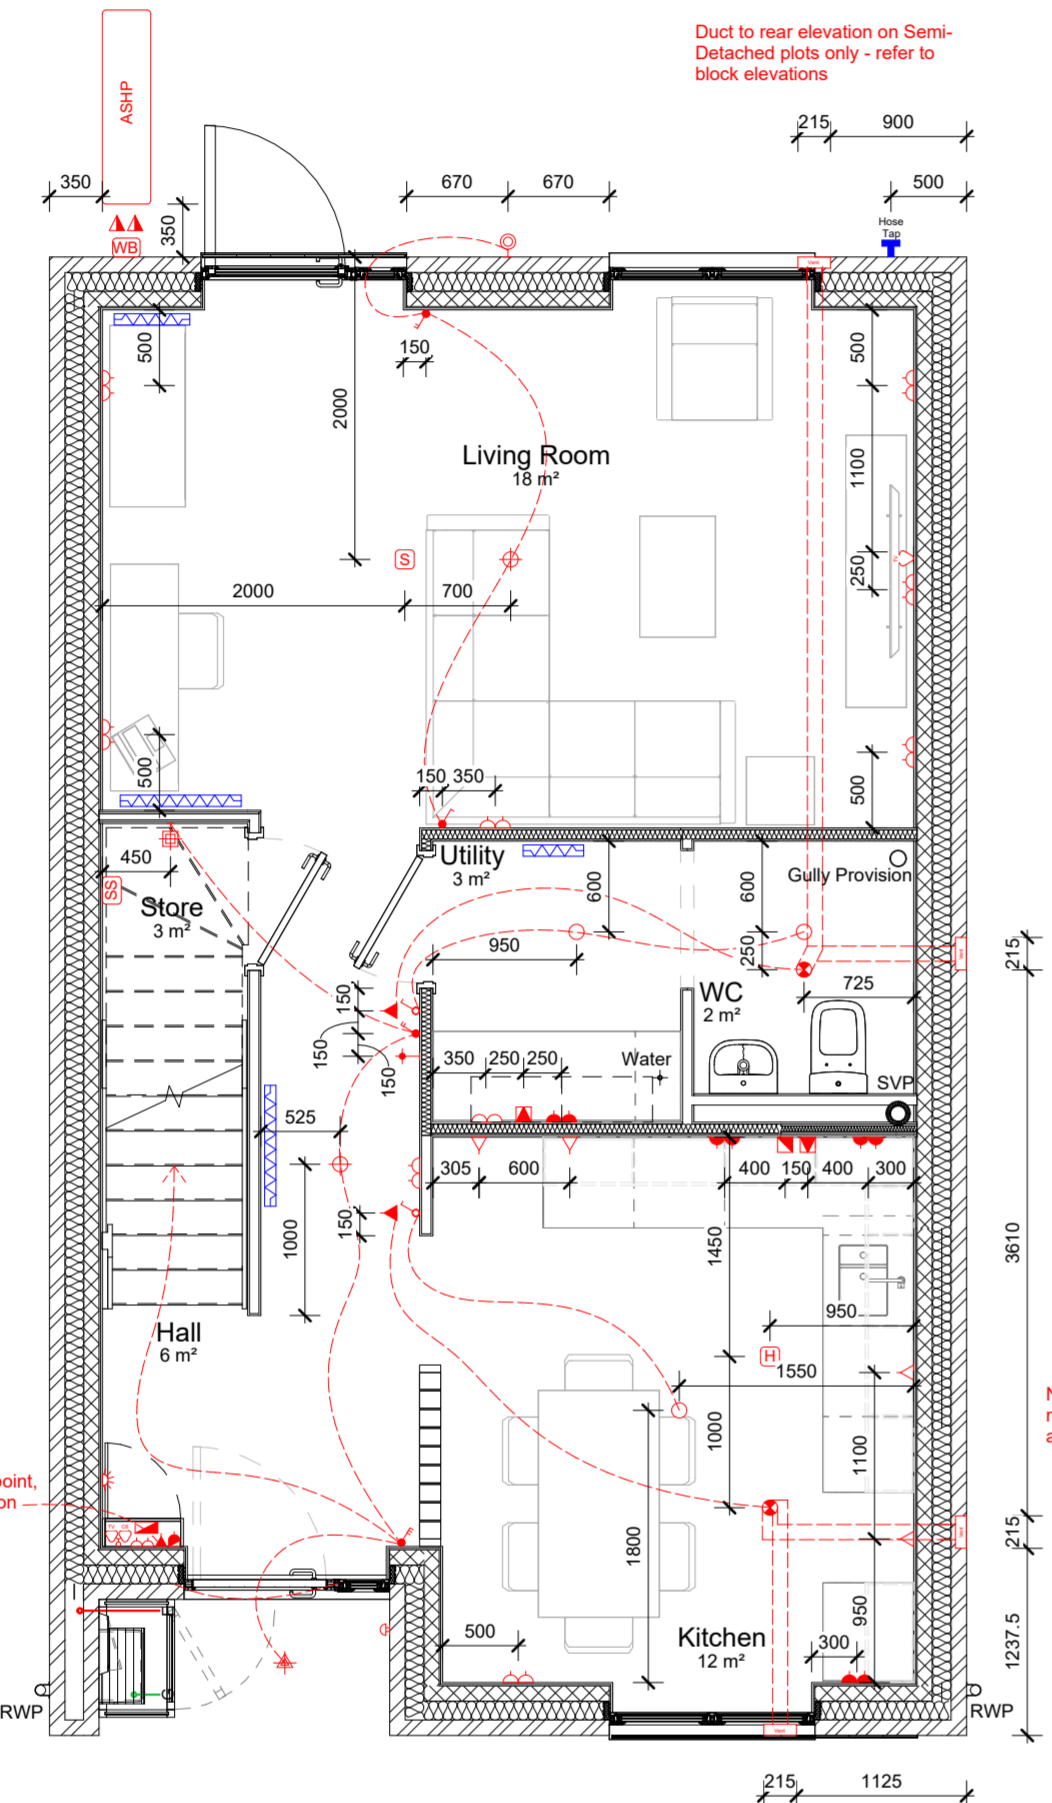 Duct to rear elevation on Semi-
Detached plots only - refer to
block elevations
ASHP
215 900
350
670 670
500
350
WB
Hose
Tap
Vent
500
150
2000
500
Living Room
18 m²
1100
S
250
2000 700
500
150 350
500
450
SS
Store
3 m²
Utility
3 m²
600
600
Gully Provision
950
250
215
WC
2 m²
725
Vent
150
150
150
F
350 250 250
Water
SVP
525
305 600 400 150 400 300
1000
150
1450
3610
950
Hall
6 m²
H
1550
N
r
a
1000
1100
point,
on
F
1800
215
Vent
500
Kitchen
12 m²
300
950
1237.5
RWP
RWP
Vent
215 1125